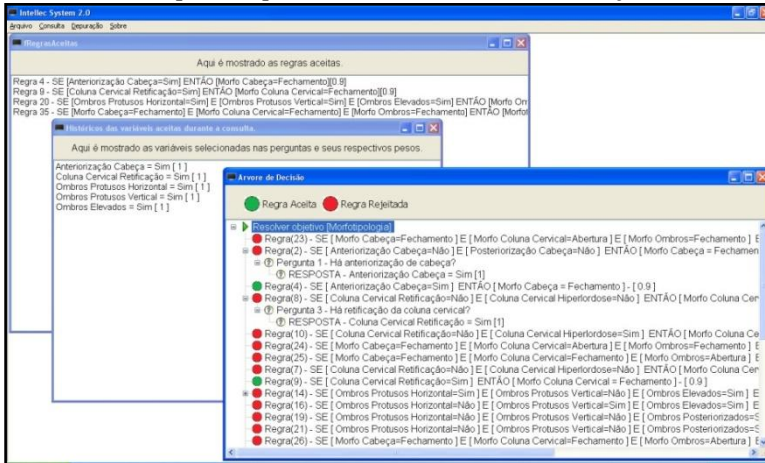 Intellec System 2.0
Arquivo Consulta Depuração Sobre
fRegrasAceitas
Aqui é mostrado as regras aceitas.
Regra 4 - SE [Anteriorização Cabeça=Sim] ENTÃO [Morfo Cabeça=Fechamento][0.9]
Regra 9 - SE [Coluna Cervical Retificação=Sim] ENTÃO [Morfo Coluna Cervical=Fechamento][0.9]
Regra 20 - SE [Ombros Protusos Horizontal=Sim] E [Ombros Protusos Vertical=Sim] E [Ombros Elevados=Sim] ENTÃO [Morfo Om
Regra 35 - SE [Morfo Cabeça=Fechamento] E [Morfo Coluna Cervical=Fechamento] E [Morfo Ombros=Fechamento] ENTÃO [Morfot
Históricos das variáveis aceitas durante a consulta.
Aqui é mostrado as variáveis selecionadas nas perguntas e seus respectivos pesos.
Anteriorização Cabeça = Sim [ 1 ]
Coluna Cervical Retificação = Sim [ 1 ]
Ombros Protusos Horizontal = Sim [ 1 ]
Ombros Protusos Vertical = Sim [ 1 ]
Ombros Elevados = Sim [ 1 ]
Arvore de Decisão
Regra Aceita Regra Rejeitada
Resolver objetivo [Morfotipologia]
Regra(23) - SE [ Morfo Cabeça=Fechamento ] E [ Morfo Coluna Cervical=Abertura ] E [ Morfo Ombros=Fechamento ] E
Regra(2) - SE [ Anteriorização Cabeça=Não ] E [ Posteriorização Cabeça=Não ] ENTÃO [ Morfo Cabeça = Fechamen
Pergunta 1 - Há anteriorização de cabeça?
RESPOSTA - Anteriorização Cabeça = Sim [1]
Regra(4) - SE [ Anteriorização Cabeça=Sim ] ENTÃO [ Morfo Cabeça = Fechamento ] - [ 0.9 ]
Regra(8) - SE [ Coluna Cervical Retificação=Não ] E [ Coluna Cervical Hiperlordose=Não ] ENTÃO [ Morfo Coluna Cer
Pergunta 3 - Há retificação da coluna cervical?
RESPOSTA - Coluna Cervical Retificação = Sim [1]
Regra(10) - SE [ Coluna Cervical Retificação=Não ] E [ Coluna Cervical Hiperlordose=Sim ] ENTÃO [ Morfo Coluna Ce
Regra(24) - SE [ Morfo Cabeça=Fechamento ] E [ Morfo Coluna Cervical=Abertura ] E [ Morfo Ombros=Fechamento ] E
Regra(25) - SE [ Morfo Cabeça=Fechamento ] E [ Morfo Coluna Cervical=Fechamento ] E [ Morfo Ombros=Abertura ] E
Regra(7) - SE [ Coluna Cervical Retificação=Não ] E [ Coluna Cervical Hiperlordose=Não ] ENTÃO [ Morfo Coluna Cer
Regra(9) - SE [ Coluna Cervical Retificação=Sim ] ENTÃO [ Morfo Coluna Cervical = Fechamento ] - [ 0.9 ]
Regra(14) - SE [ Ombros Protusos Horizontal=Sim ] E [ Ombros Protusos Vertical=Não ] E [ Ombros Elevados=Sim ] E
Regra(16) - SE [ Ombros Protusos Horizontal=Não ] E [ Ombros Protusos Vertical=Sim ] E [ Ombros Elevados=Sim ] E
Regra(19) - SE [ Ombros Protusos Horizontal=Não ] E [ Ombros Protusos Vertical=Não ] E [ Ombros Posteriorizados=S
Regra(21) - SE [ Ombros Protusos Horizontal=Não ] E [ Ombros Protusos Vertical=Não ] E [ Ombros Posteriorizados=S
Regra(26) - SE [ Morfo Cabeça=Fechamento ] E [ Morfo Coluna Cervical=Fechamento ] E [ Morfo Ombros=Abertura ] E